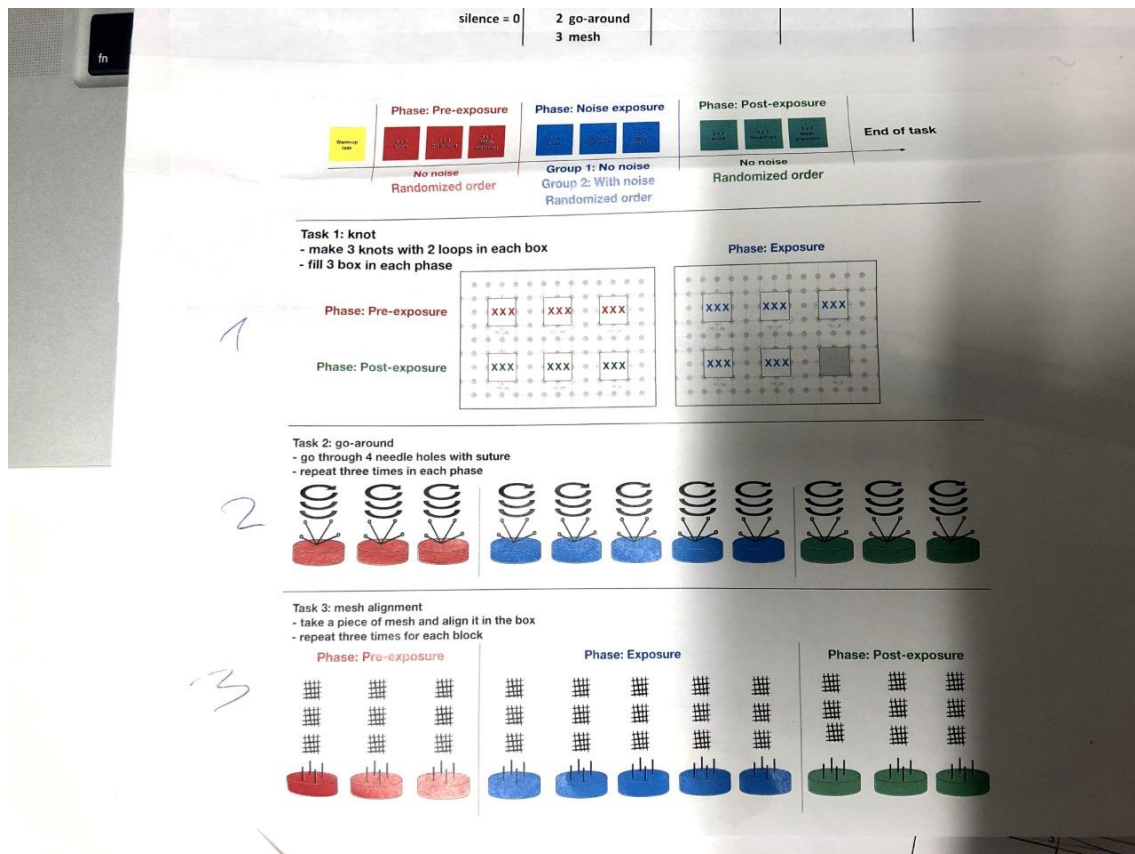 fn
silence = 0 2 go-around
3 mesh
Phase: Pre-exposure Phase: Noise exposure Phase: Post-exposure
Warm-up task
End of task
No noise
Randomized order
Group 1: No noise
Group 2: With noise
Randomized order
No noise
Randomized order
Task 1: knot
- make 3 knots with 2 loops in each box
- fill 3 box in each phase
Phase: Exposure
Phase: Pre-exposure
XXX XXX XXX
XXX XXX XXX
1
Phase: Post-exposure
XXX XXX XXX
XXX XXX
Task 2: go-around
- go through 4 needle holes with suture
- repeat three times in each phase
2
Task 3: mesh alignment
- take a piece of mesh and align it in the box
- repeat three times for each block
Phase: Pre-exposure Phase: Exposure Phase: Post-exposure
3